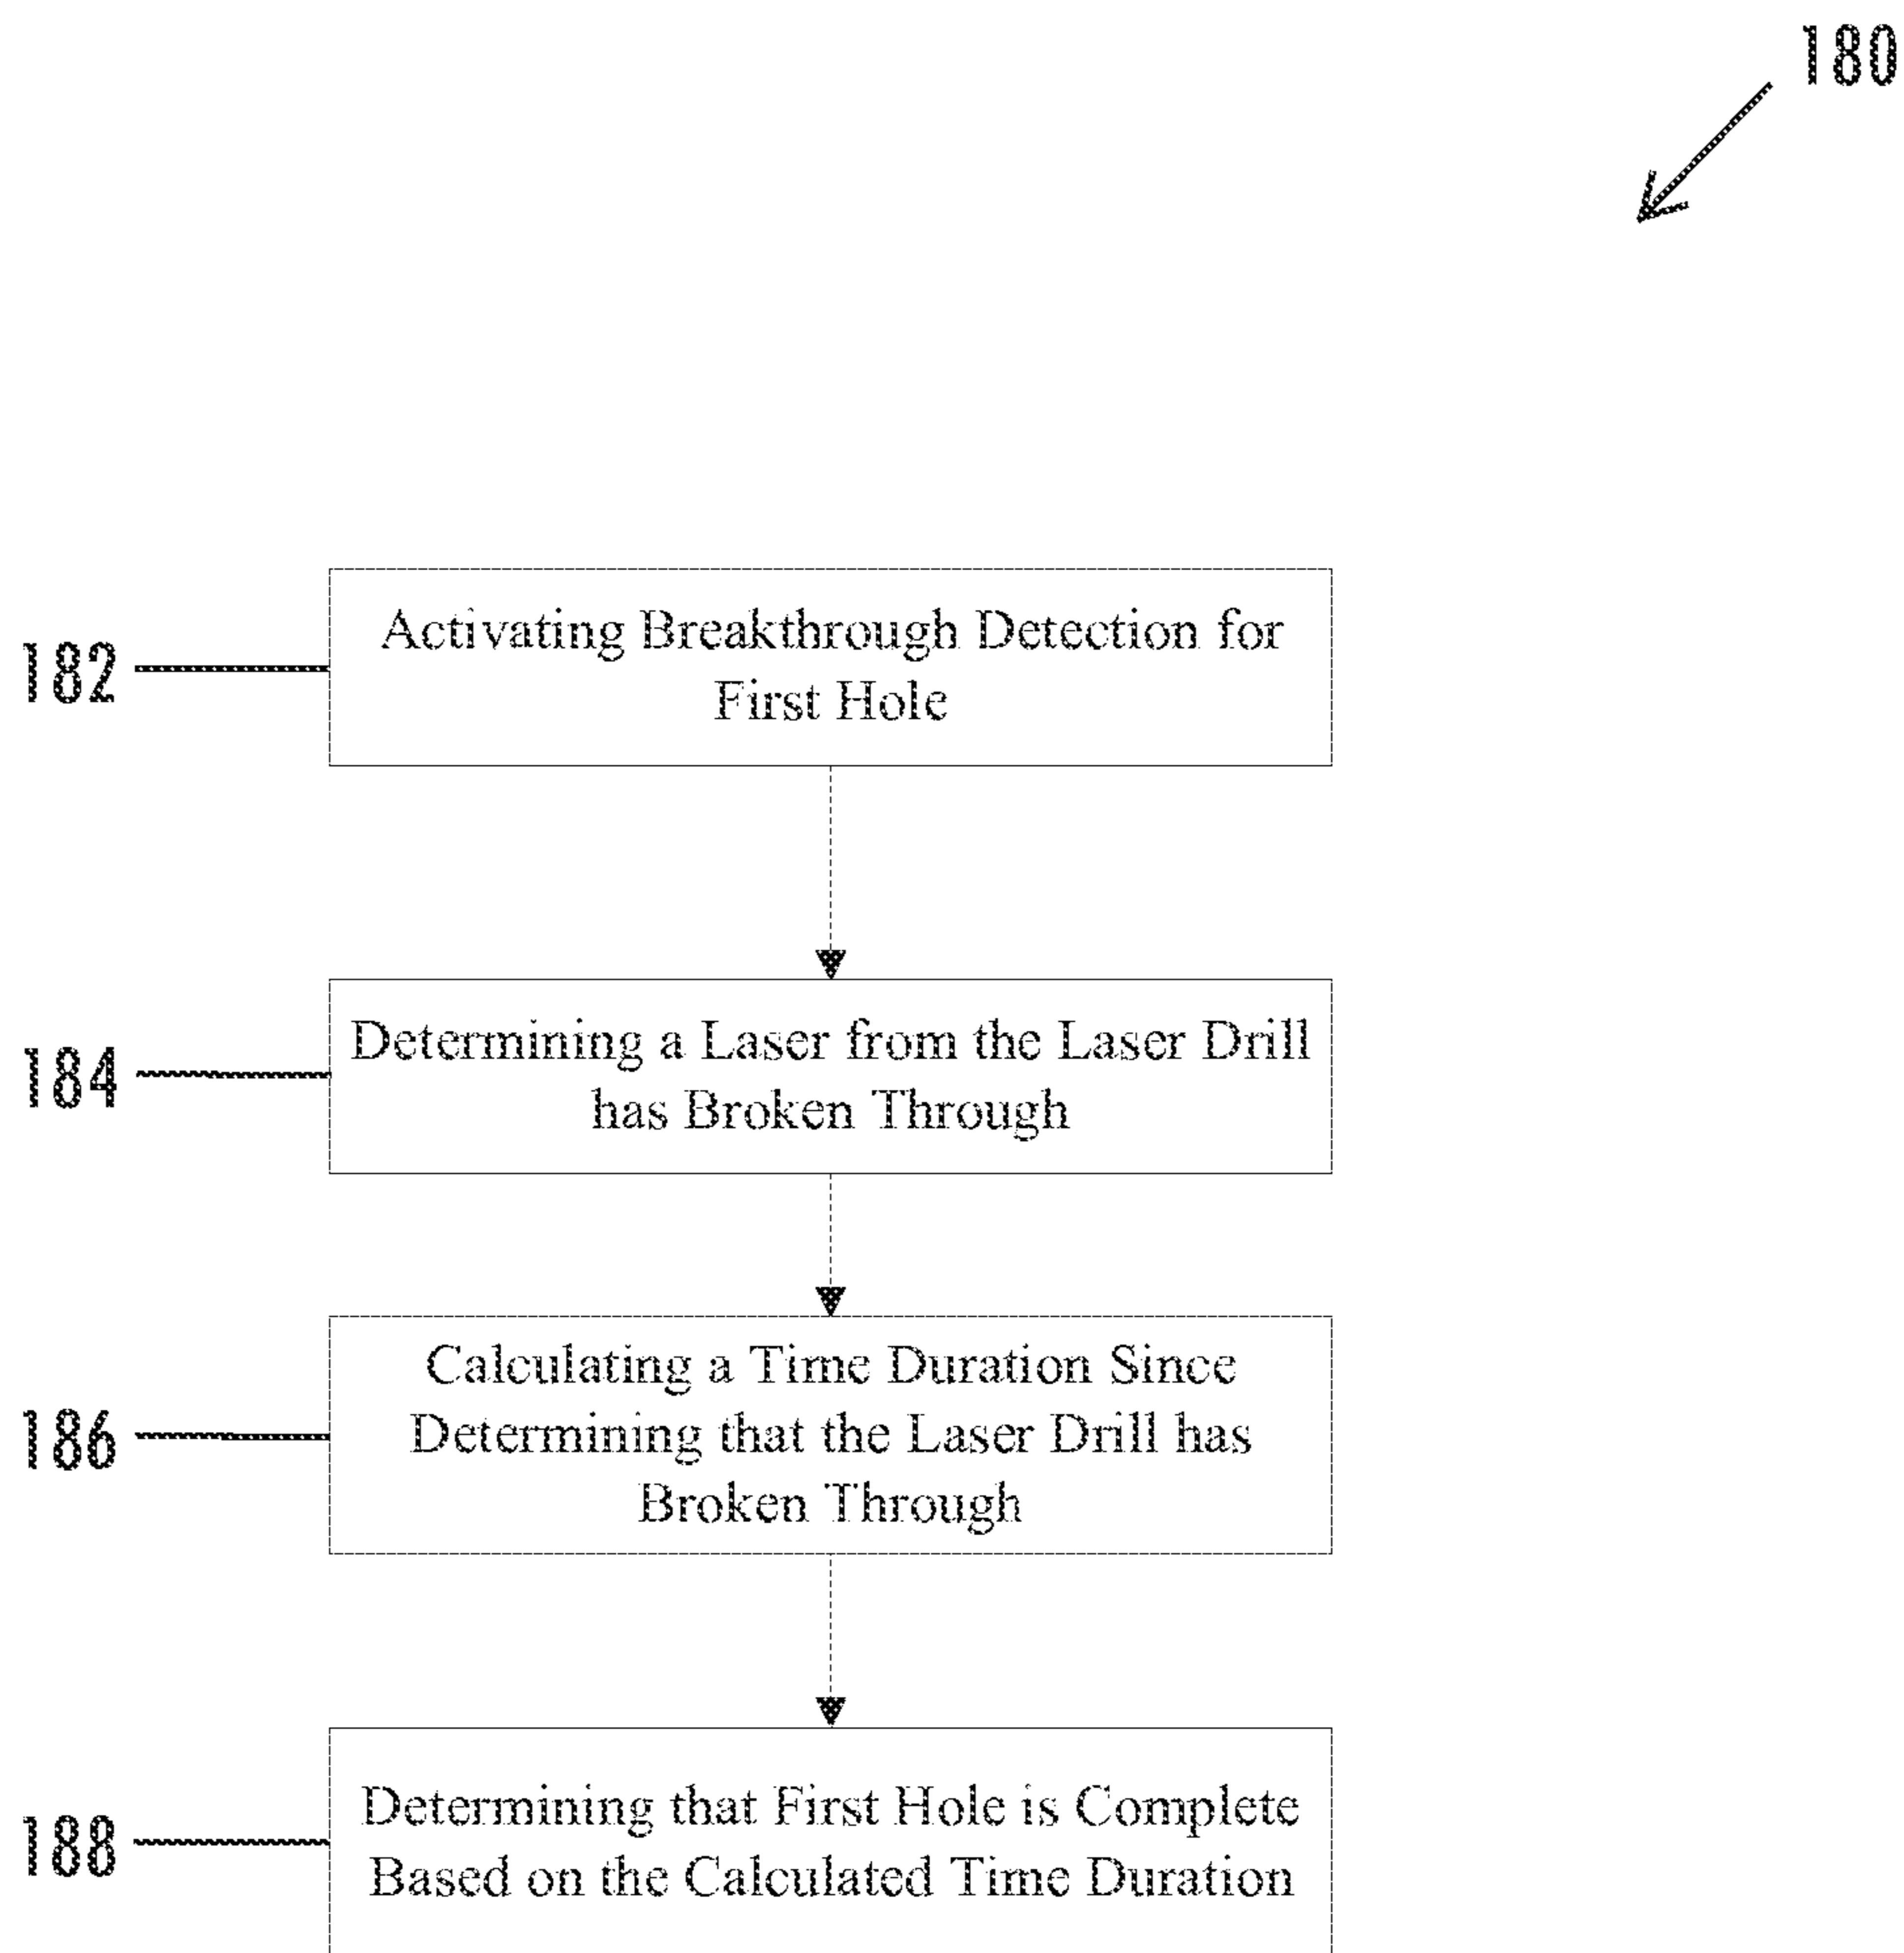 180
182
Activating Breakthrough Detection for
First Hole
184
Determining a Laser from the Laser Drill
has Broken Through
186
Calculating a Time Duration Since
Determining that the Laser Drill has
Broken Through
188
Determining that First Hole is Complete
Based on the Calculated Time Duration